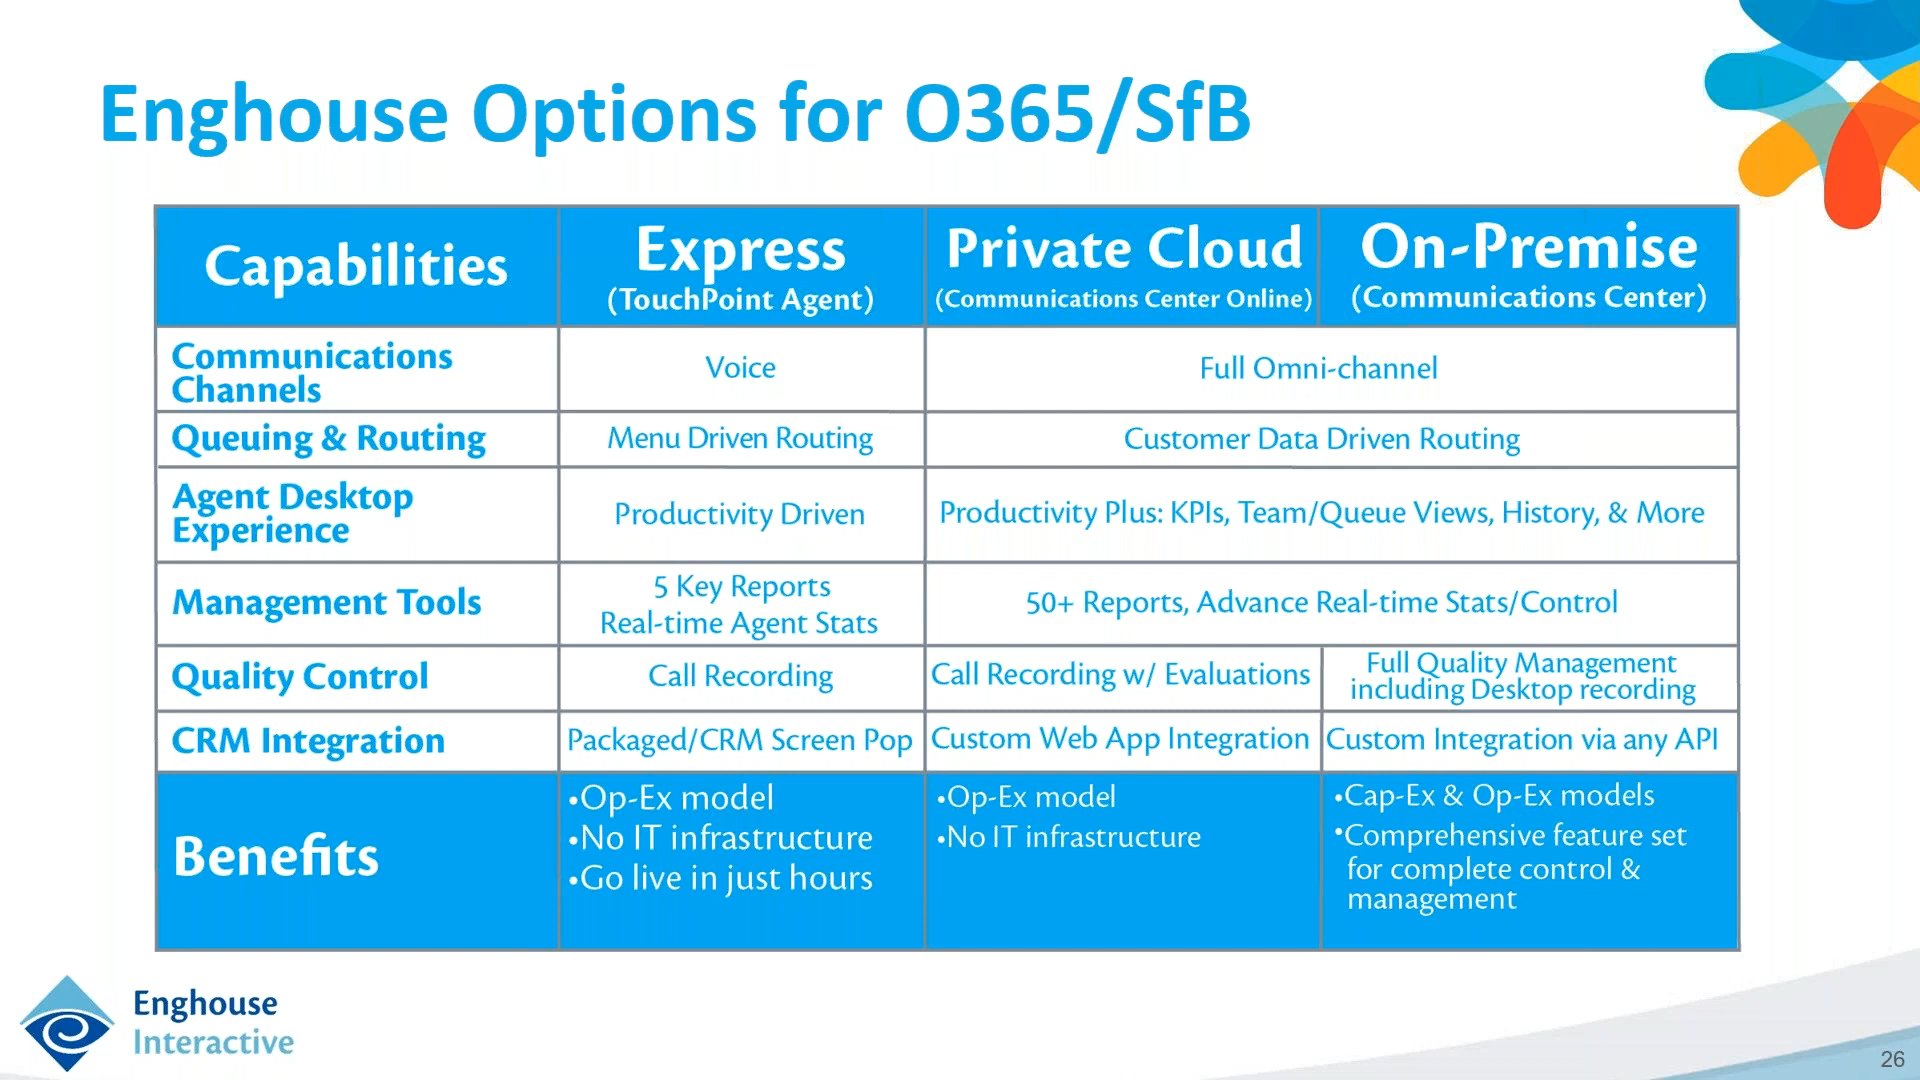 Enghouse Options for O365/SfB
Capabilities
Express
(TouchPoint Agent)
Private Cloud
(Communications Center Online)
On-Premise
(Communications Center)
Communications
Channels
Voice
Full Omni-channel
Queuing & Routing
Menu Driven Routing
Customer Data Driven Routing
Agent Desktop
Experience
Productivity Driven
Productivity Plus: KPIs, Team/Queue Views, History, & More
Management Tools
5 Key Reports
Real-time Agent Stats
50+ Reports, Advance Real-time Stats/Control
Quality Control
Call Recording
Call Recording w/ Evaluations
Full Quality Management
including Desktop recording
CRM Integration
Packaged/CRM Screen Pop
Custom Web App Integration
Custom Integration via any API
Benefits
•Op-Ex model
•No IT infrastructure
•Go live in just hours
•Op-Ex model
•No IT infrastructure
•Cap-Ex & Op-Ex models
•Comprehensive feature set
for complete control &
management
Enghouse
Interactive
26